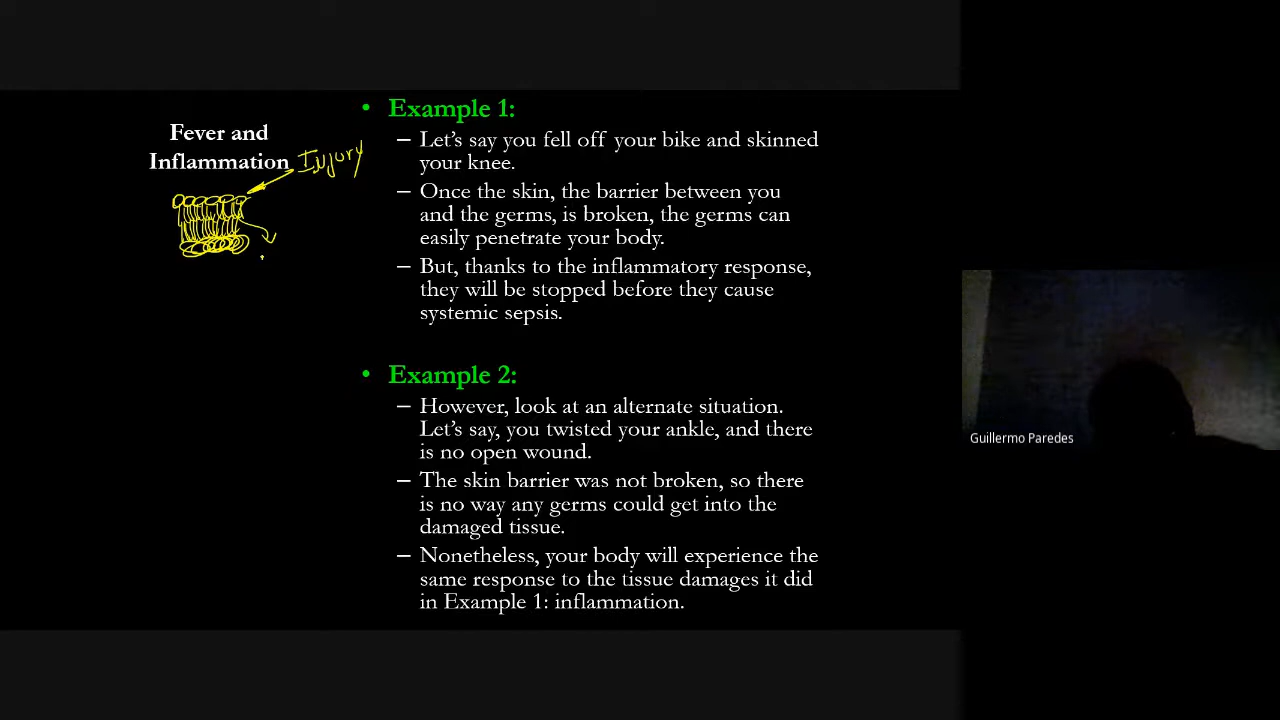 Fever and
Inflammation
Injury
• Example 1:
– Let's say you fell off your bike and skinned
your knee.
– Once the skin, the barrier between you
and the germs, is broken, the germs can
easily penetrate your body.
– But, thanks to the inflammatory response,
they will be stopped before they cause
systemic sepsis.
• Example 2:
– However, look at an alternate situation.
Let's say, you twisted your ankle, and there
is no open wound.
– The skin barrier was not broken, so there
is no way any germs could get into the
damaged tissue.
– Nonetheless, your body will experience the
same response to the tissue damages it did
in Example 1: inflammation.
Guillermo Paredes